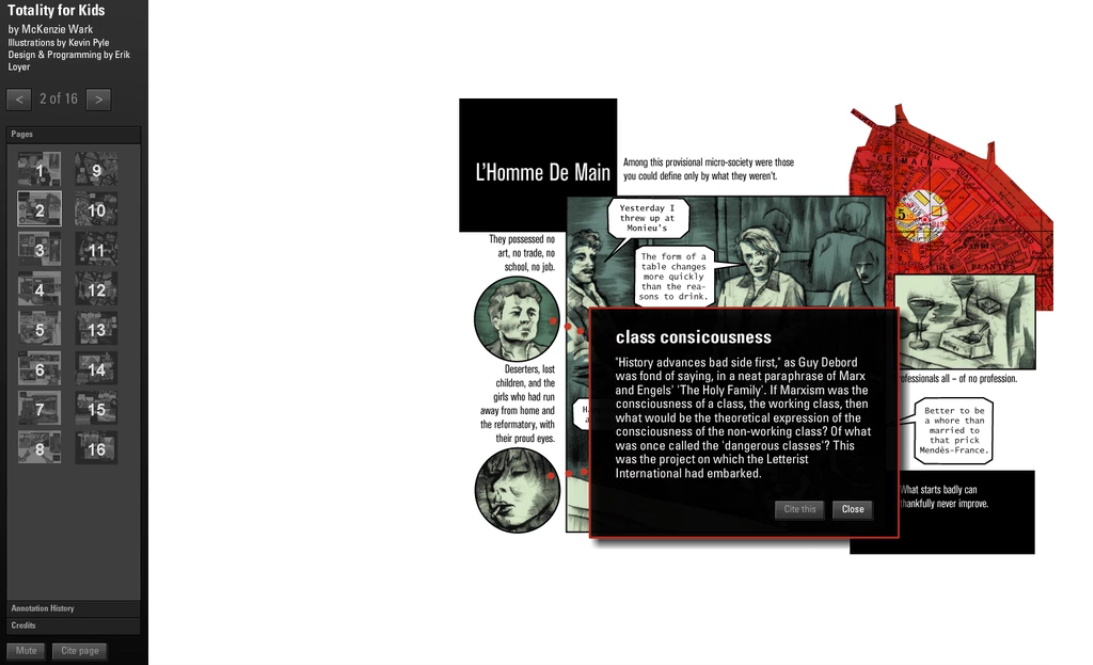 Totality for Kids
by McKenzie Wark
Illustrations by Kevin Pyle
Design & Programming by Erik
Loyer
<
2 of 16
>
Pages
1
9
2
10
3
11
4
12
5
13
6
14
7
15
8
16
Annotation History
Credits
Mute
Cite page
L'Homme De Main
Among this provisional micro-society were those
you could define only by what they weren't.
They possessed no
art, no trade, no
school, no job.
Yesterday I
threw up at
Monieu's
The form of a
table changes
more quickly
than the rea-
sons to drink.
Deserters, lost
children, and the
girls who had run
away from home and
the reformatory, with
their proud eyes.
class consicousness
"History advances bad side first," as Guy Debord
was fond of saying, in a neat paraphrase of Marx
and Engels' 'The Holy Family'. If Marxism was the
consciousness of a class, the working class, then
what would be the theoretical expression of the
consciousness of the non-working class? Of what
was once called the 'dangerous classes'? This
was the project on which the Letterist
International had embarked.
Cite this
Close
5
all – of no profession.
Better to be
a whore than
married to
that prick
Mendès-France.
What starts badly can
thankfully never improve.